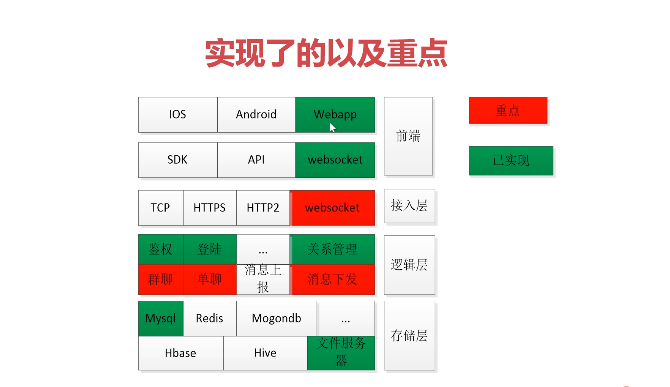 实现了的以及重点
IOS Android Webapp
前端
重点
SDK API websocket
已实现
TCP HTTPS HTTP2 websocket
接入层
鉴权 登陆 ... 关系管理
逻辑层
群聊 单聊 消息上
报 消息下发
Mysql Redis Mogondb ...
存储层
Hbase Hive 文件服务
器